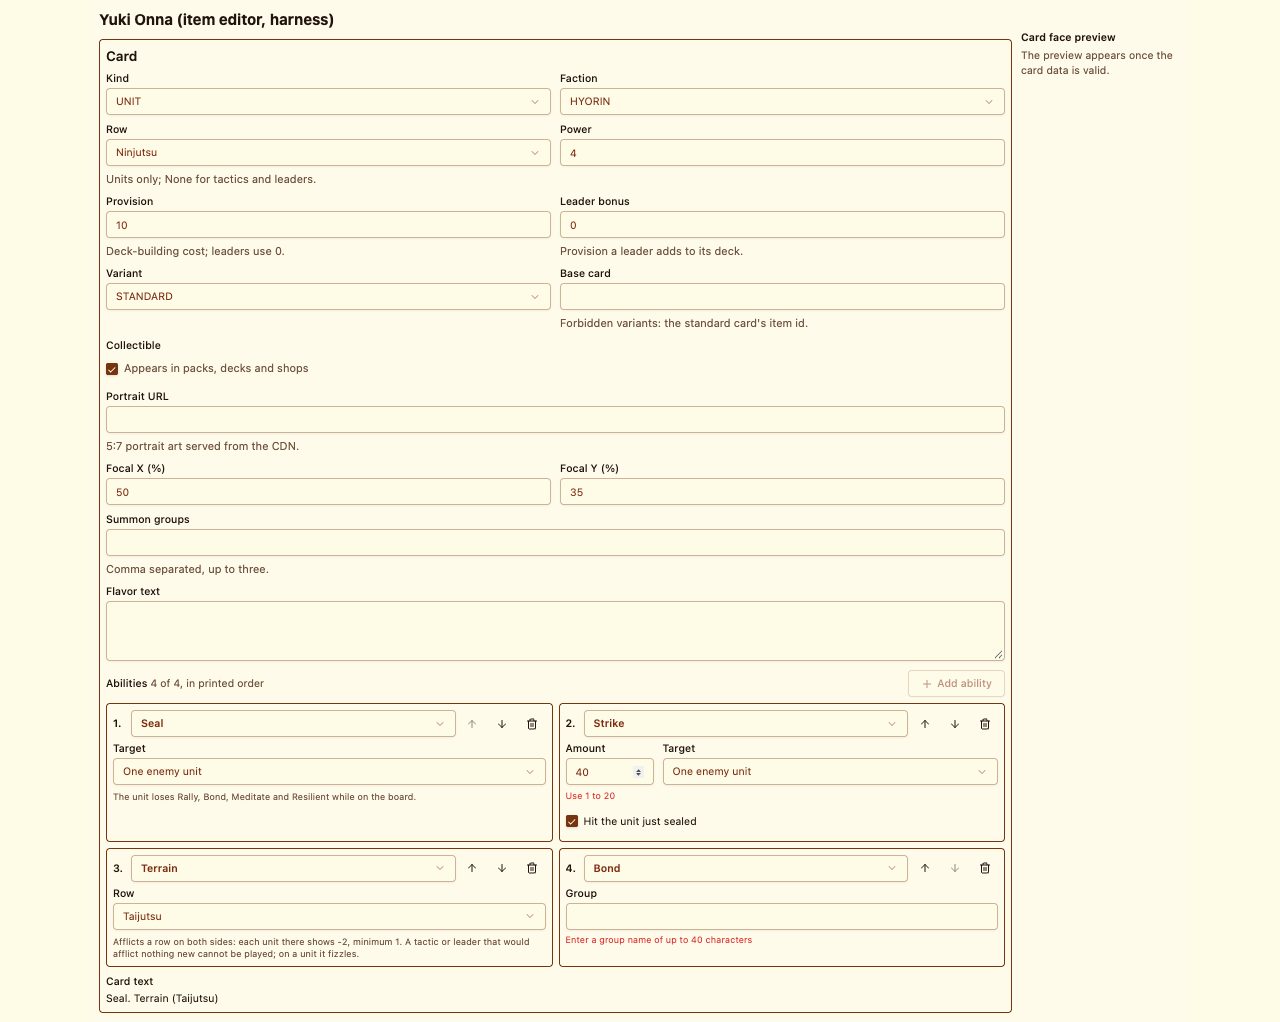 Yuki Onna (item editor, harness)
Card face preview
The preview appears once the
card data is valid.
Card
Kind
Faction
UNIT
HYORIN
Row
Power
Ninjutsu
4
Units only; None for tactics and leaders.
Provision
Leader bonus
10
0
Deck-building cost; leaders use 0.
Provision a leader adds to its deck.
Variant
Base card
STANDARD
Forbidden variants: the standard card's item id.
Collectible
Appears in packs, decks and shops
Portrait URL
5:7 portrait art served from the CDN.
Focal X (%)
Focal Y (%)
50
35
Summon groups
Comma separated, up to three.
Flavor text
Abilities 4 of 4, in printed order
+ Add ability
1. Seal
Target
One enemy unit
The unit loses Rally, Bond, Meditate and Resilient while on the board.
2. Strike
Amount
Target
40
One enemy unit
Use 1 to 20
Hit the unit just sealed
3. Terrain
Row
Taijutsu
Afflicts a row on both sides: each unit there shows -2, minimum 1. A tactic or leader that would
afflict nothing new cannot be played; on a unit it fizzles.
4. Bond
Group
Enter a group name of up to 40 characters
Card text
Seal. Terrain (Taijutsu)